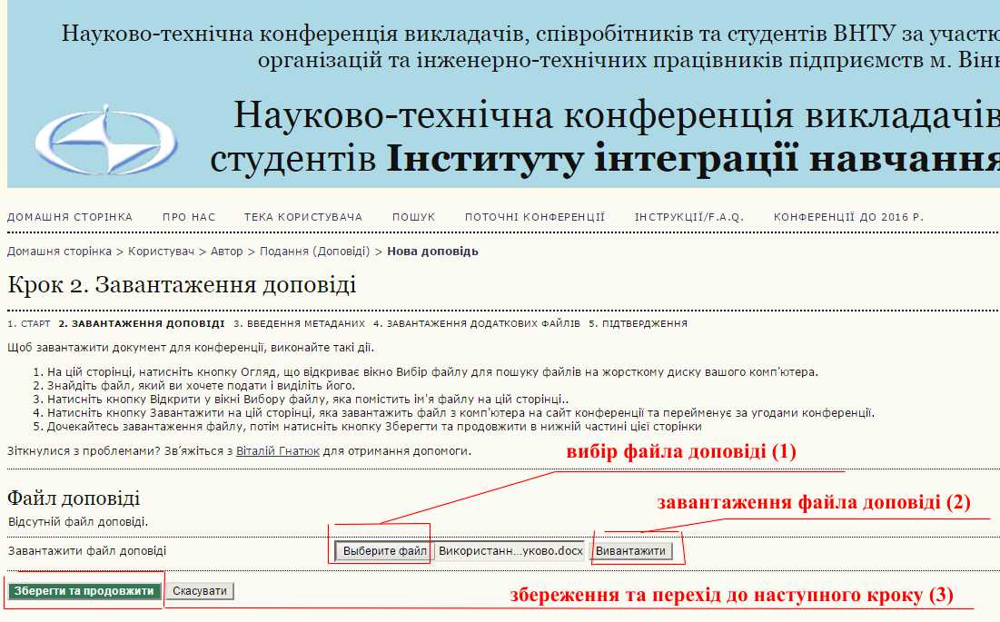 Науково-технічна конференція викладачів, співробітників та студентів ВНТУ за участю
організацій та інженерно-технічних працівників підприємств м. Він
Науково-технічна конференція викладачів
студентів Інституту інтеграції навчання
ДОМАШНЯ СТОРІНКА ПРО НАС ТЕКА КОРИСТУВАЧА ПОШУК ПОТОЧНІ КОНФЕРЕНЦІЇ ІНСТРУКЦІЇ/F.A.Q. КОНФЕРЕНЦІЇ ДО 2016 Р.
Домашня сторінка > Користувач > Автор > Подання (Доповіді) > Нова доповідь
Крок 2. Завантаження доповіді
1. СТАРТ 2. ЗАВАНТАЖЕННЯ ДОПОВІДІ 3. ВВЕДЕННЯ МЕТАДАНИХ 4. ЗАВАНТАЖЕННЯ ДОДАТКОВИХ ФАЙЛІВ 5. ПІДТВЕРДЖЕННЯ
Щоб завантажити документ для конференції, виконайте такі дії.
1. На цій сторінці, натисніть кнопку Огляд, що відкриває вікно Вибір файлу для пошуку файлів на жорсткому диску вашого комп'ютера.
2. Знайдіть файл, який ви хочете подати і виділіть його.
3. Натисніть кнопку Відкрити у вікні Вибору файлу, яка помістить ім'я файлу на цій сторінці..
4. Натисніть кнопку Завантажити на цій сторінці, яка завантажить файл з комп'ютера на сайт конференції та перейменує за угодами конференції.
5. Дочекайтесь завантаження файлу, потім натисніть кнопку Зберегти та продовжити в нижній частині цієї сторінки
Зіткнулися з проблемами? Зв'яжіться з Віталій Гнатюк для отримання допомоги.
вибір файла доповіді (1)
Файл доповіді
завантаження файла доповіді (2)
Відсутній файл доповіді.
Завантажити файл доповіді Выберите файл Використанн...уково.docx Вивантажити
Зберегти та продовжити Скасувати
збереження та перехід до наступного кроку (3)